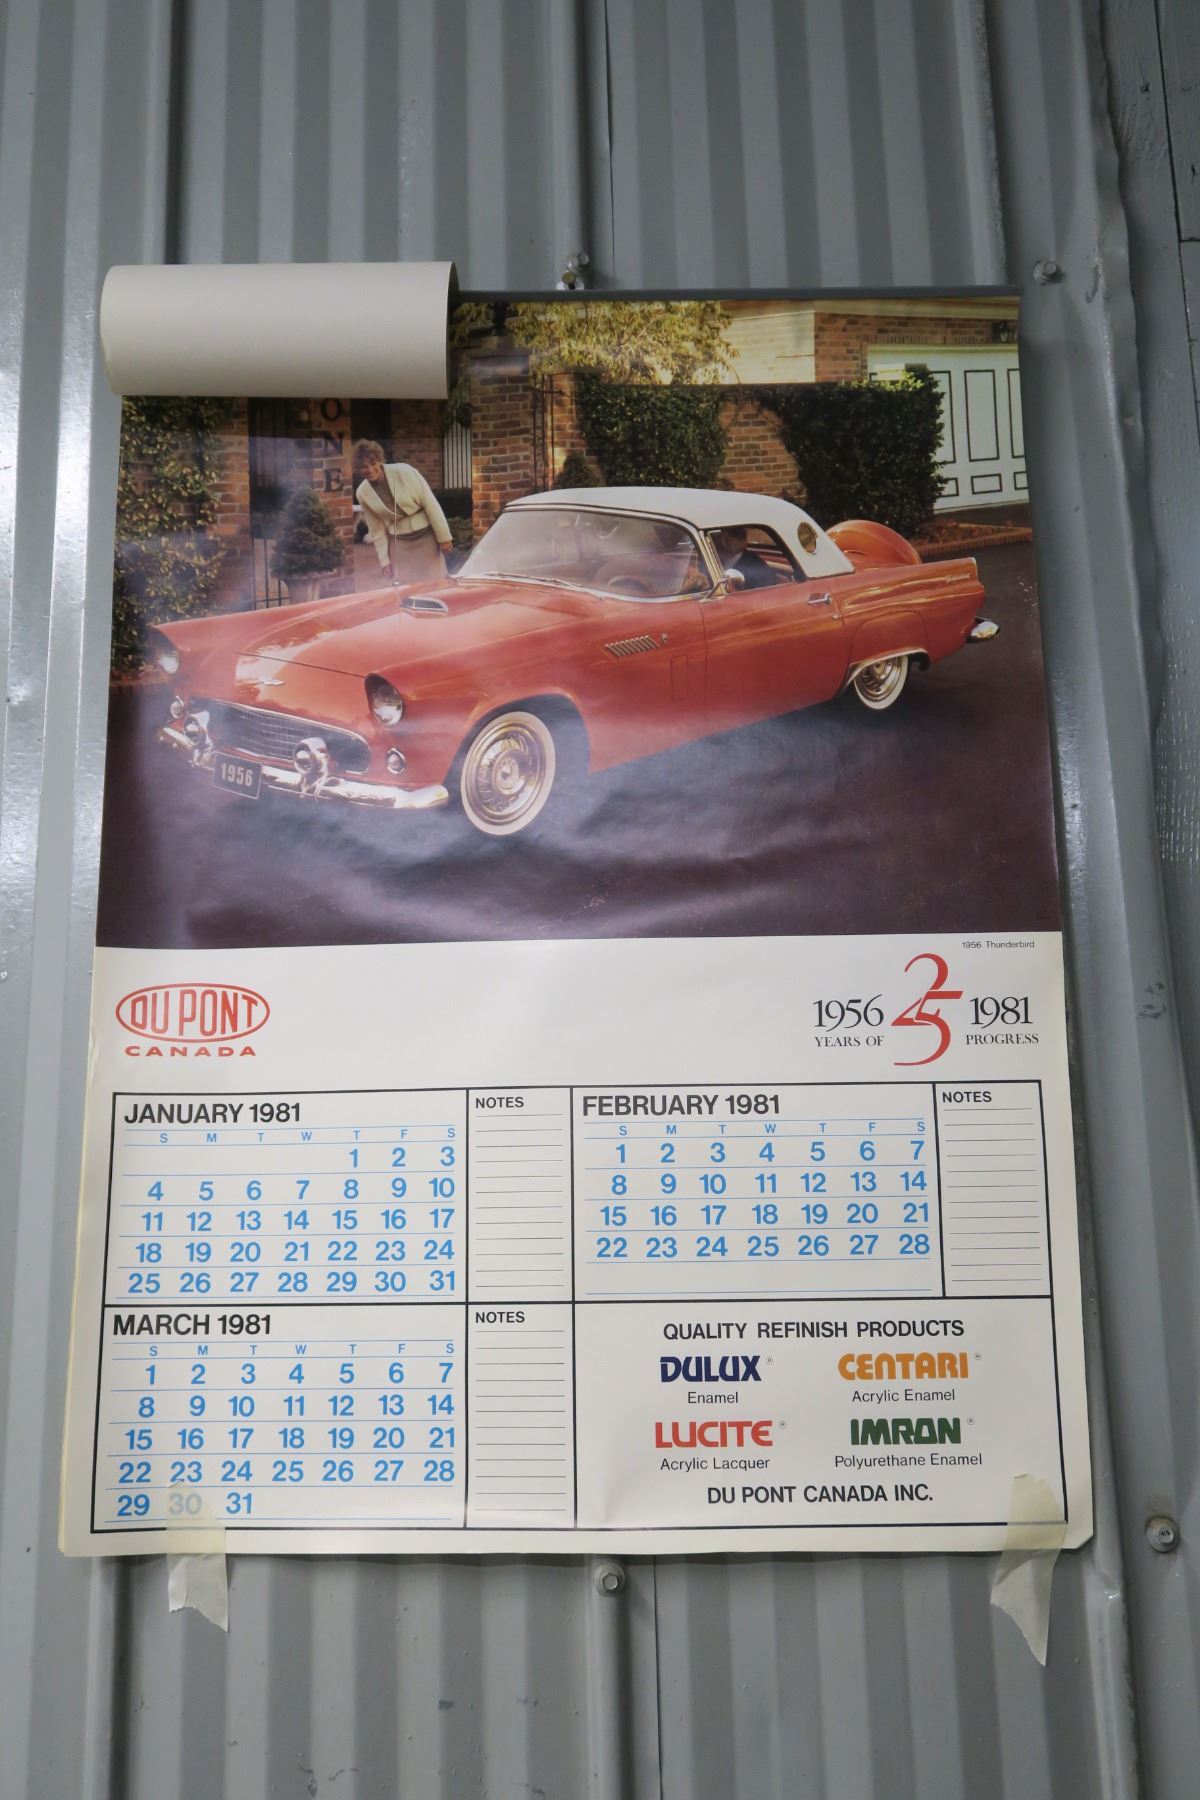 ONE
1956
1956 Thunderbird
DU PONT
CANADA
1956 25 1981
YEARS OF PROGRESS
JANUARY 1981
S M T W T F S
1 2 3
4 5 6 7 8 9 10
11 12 13 14 15 16 17
18 19 20 21 22 23 24
25 26 27 28 29 30 31
NOTES
FEBRUARY 1981
S M T W T F S
1 2 3 4 5 6 7
8 9 10 11 12 13 14
15 16 17 18 19 20 21
22 23 24 25 26 27 28
NOTES
MARCH 1981
S M T W T F S
1 2 3 4 5 6 7
8 9 10 11 12 13 14
15 16 17 18 19 20 21
22 23 24 25 26 27 28
29 30 31
NOTES
QUALITY REFINISH PRODUCTS
DULUX®
Enamel
CENTARI®
Acrylic Enamel
LUCITE®
Acrylic Lacquer
IMRON®
Polyurethane Enamel
DU PONT CANADA INC.